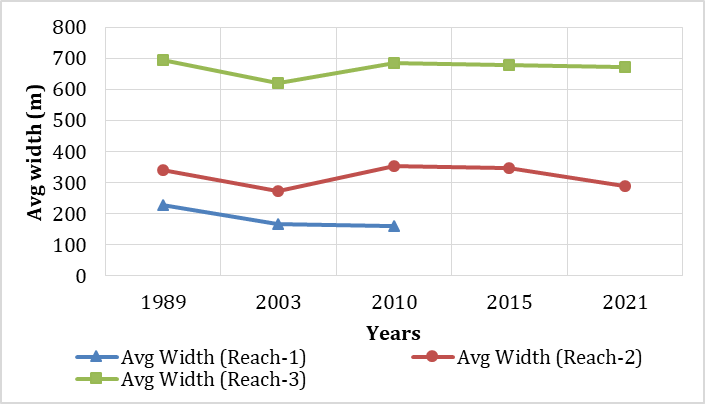 800
700
600
500
400
300
200
100
0
Avg width (m)
1989 2003 2010 2015 2021
Years
Avg Width (Reach-1) Avg Width (Reach-2)
Avg Width (Reach-3)